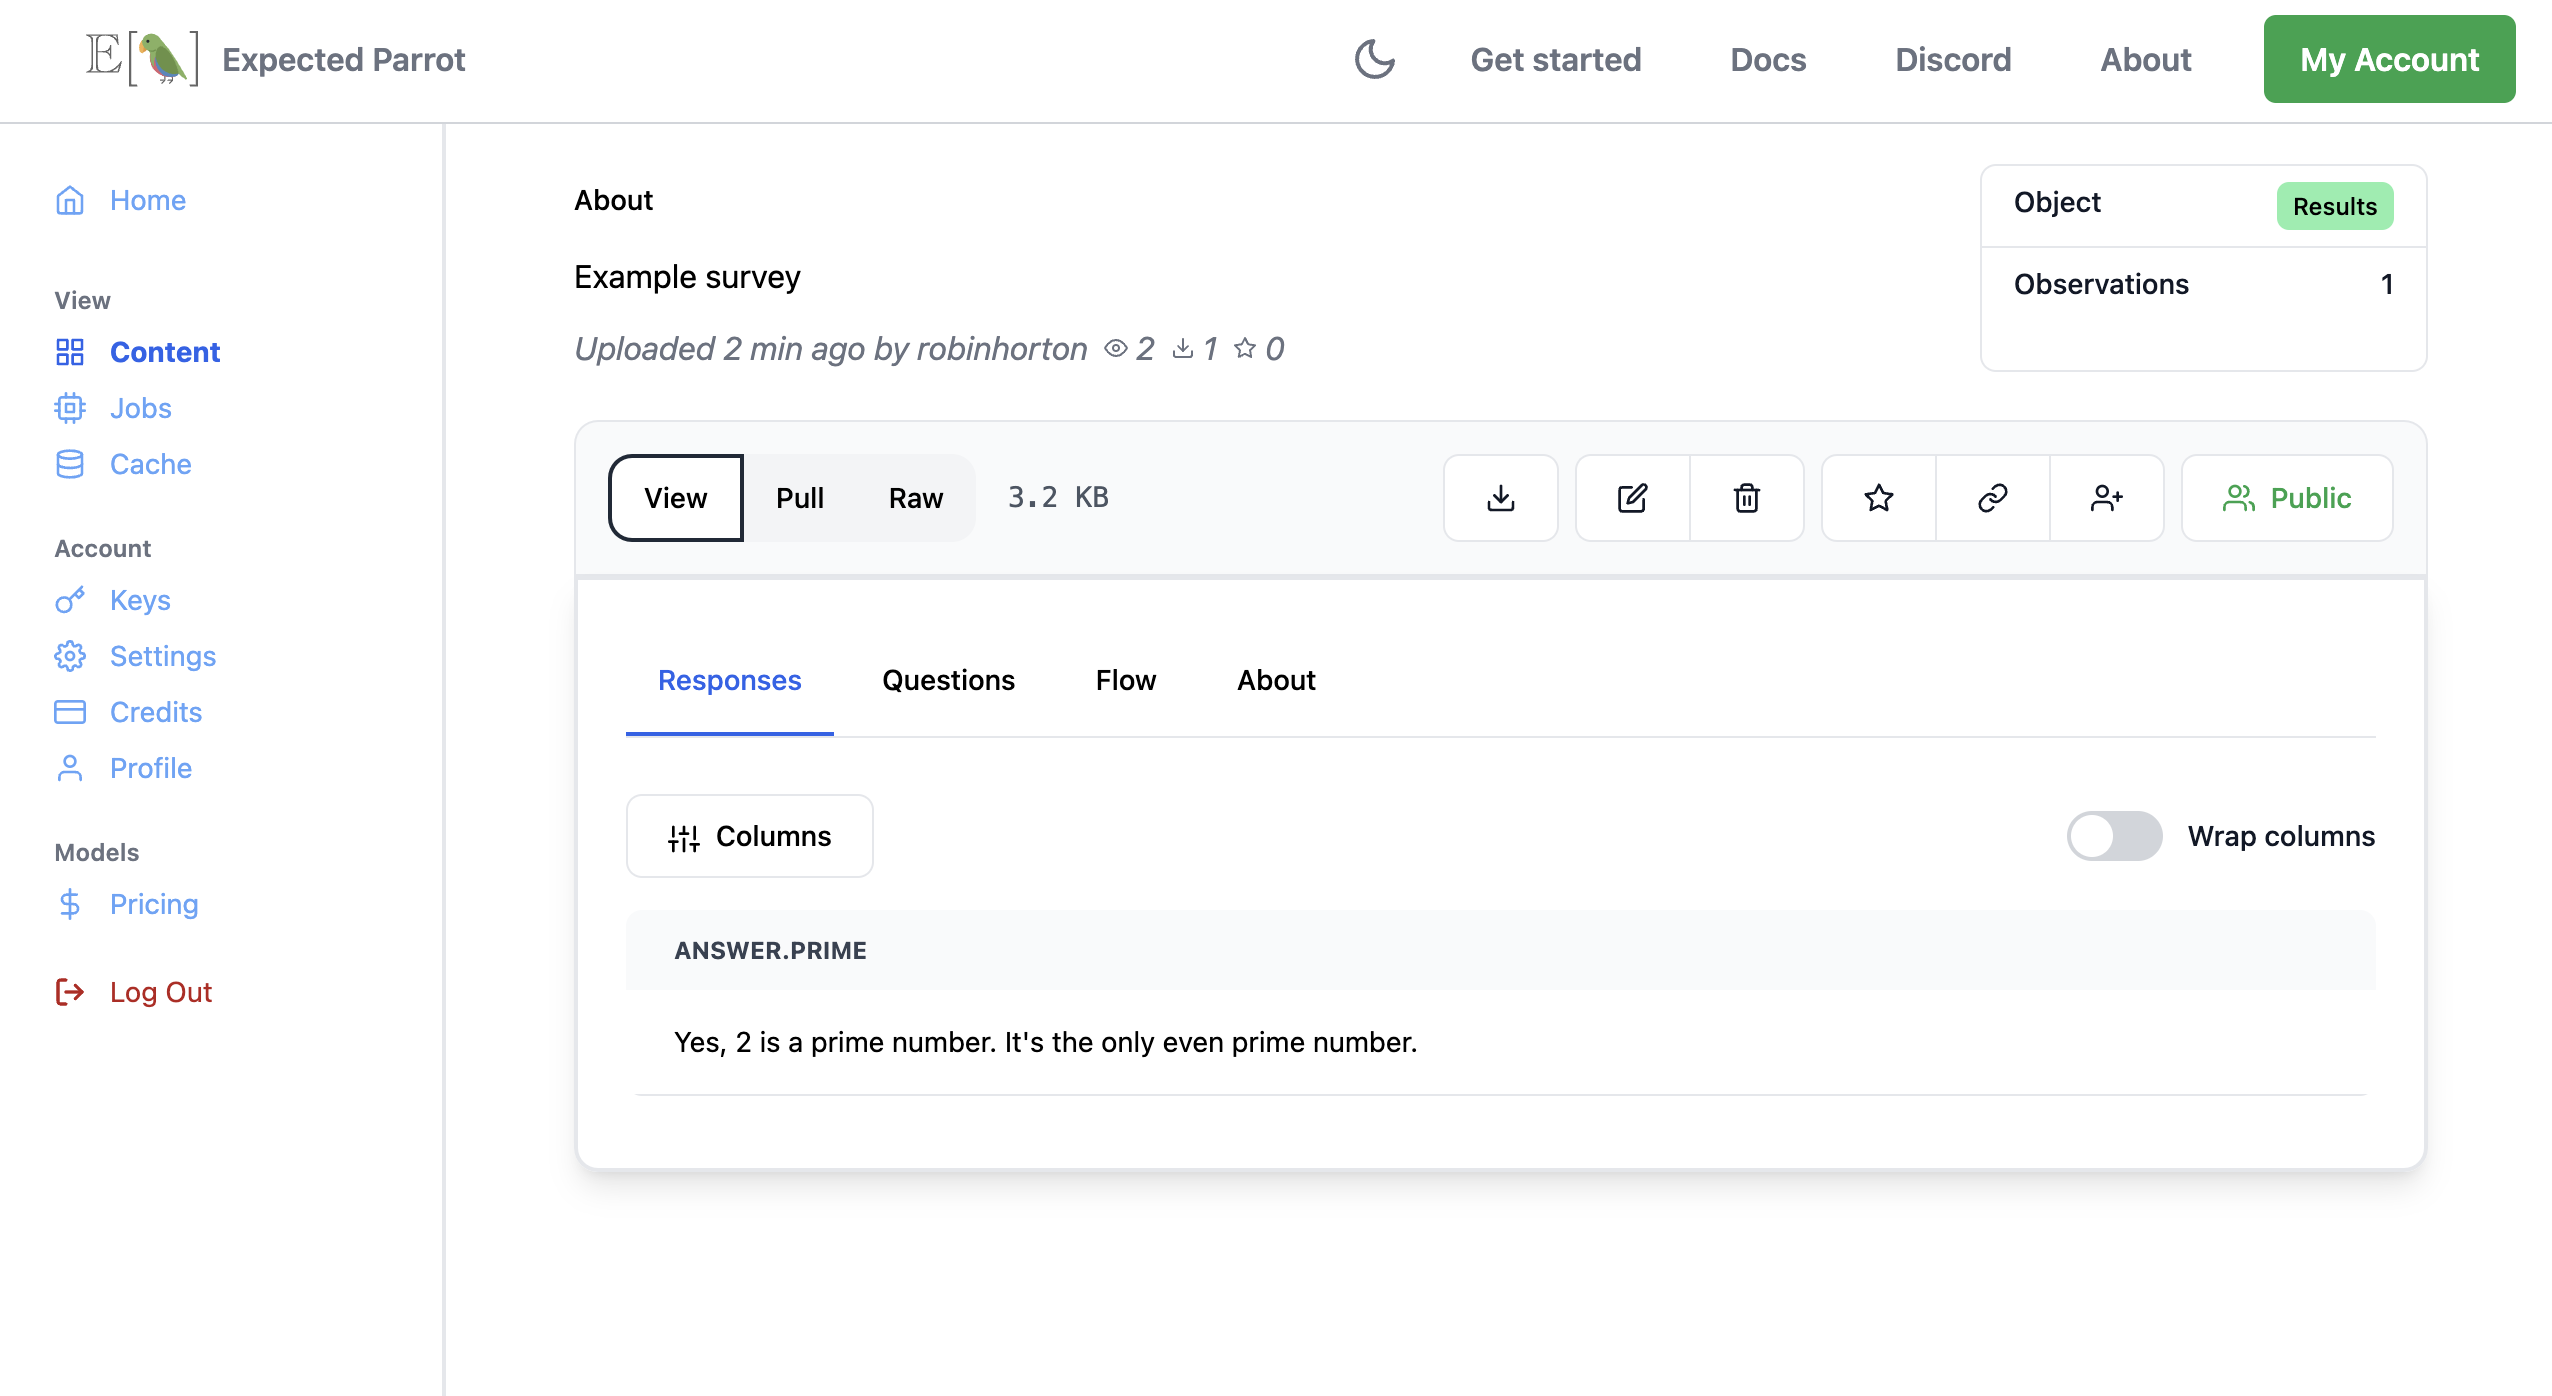 E[ ] Expected Parrot
Get started
Docs
Discord
About
My Account
Home
View
Content
Jobs
Cache
Account
Keys
Settings
Credits
Profile
Models
Pricing
Log Out
About
Example survey
Uploaded 2 min ago by robinhorton 2 1 0
Object Results
Observations 1
View Pull Raw 3.2 KB
Public
Responses Questions Flow About
Columns
Wrap columns
ANSWER.PRIME
Yes, 2 is a prime number. It's the only even prime number.